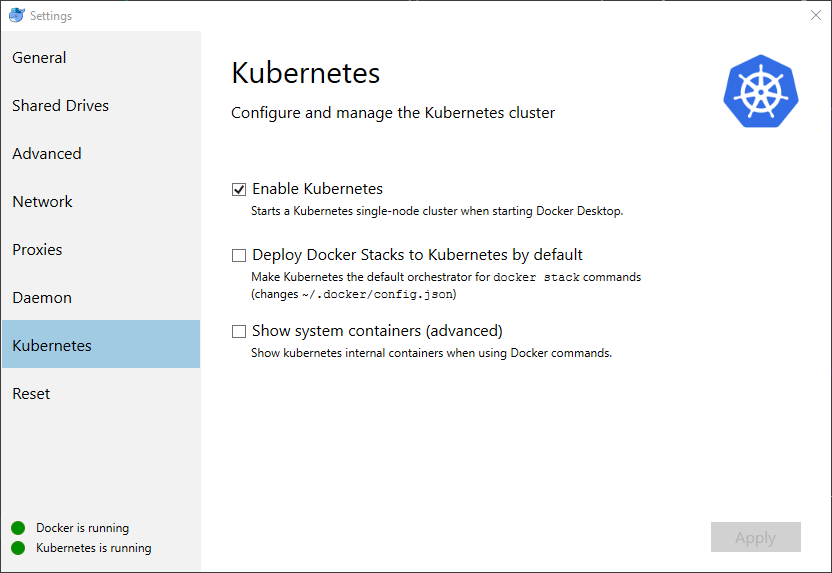 Settings
General
Shared Drives
Advanced
Network
Proxies
Daemon
Kubernetes
Reset
Docker is running
Kubernetes is running
Kubernetes
Configure and manage the Kubernetes cluster
Enable Kubernetes
Starts a Kubernetes single-node cluster when starting Docker Desktop.
Deploy Docker Stacks to Kubernetes by default
Make Kubernetes the default orchestrator for docker stack commands
(changes ~/.docker/config.json)
Show system containers (advanced)
Show kubernetes internal containers when using Docker commands.
Apply